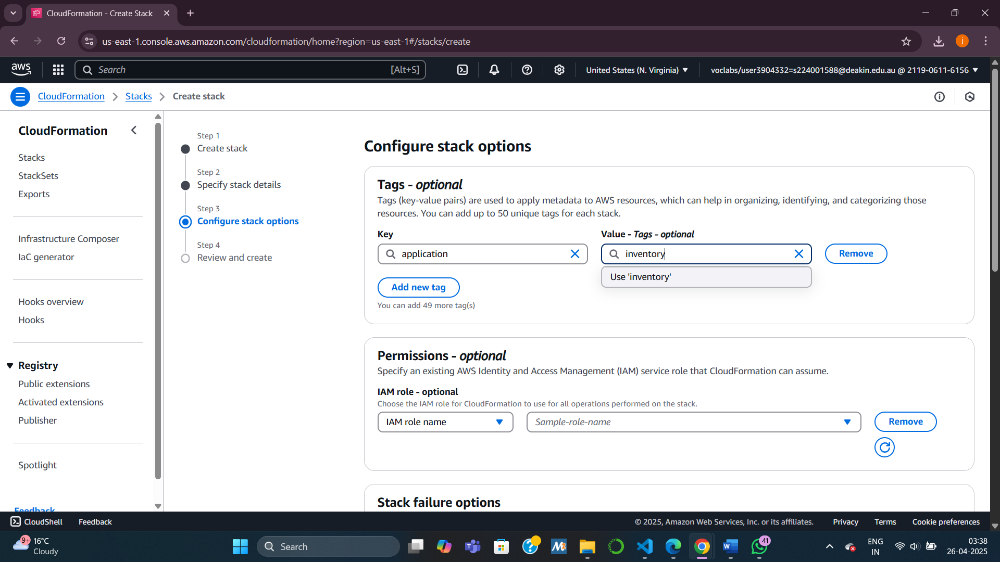 CloudFormation - Create Stack
us-east-1.console.aws.amazon.com/cloudformation/home?region=us-east-1#/stacks/create
j
aws
Search
[Alt+S]
United States (N. Virginia)
voclabs/user3904332=s224001588@deakin.edu.au @ 2119-0611-6156
CloudFormation
Stacks
Create stack
CloudFormation
Stacks
StackSets
Exports
Infrastructure Composer
IaC generator
Hooks overview
Hooks
Registry
Public extensions
Activated extensions
Publisher
Spotlight
Feedback
Step 1
Create stack
Step 2
Specify stack details
Step 3
Configure stack options
Step 4
Review and create
Configure stack options
Tags - optional
Tags (key-value pairs) are used to apply metadata to AWS resources, which can help in organizing, identifying, and categorizing those
resources. You can add up to 50 unique tags for each stack.
Key
Value - Tags - optional
application
inventory
Remove
Use 'inventory'
Add new tag
You can add 49 more tag(s)
Permissions - optional
Specify an existing AWS Identity and Access Management (IAM) service role that CloudFormation can assume.
IAM role - optional
Choose the IAM role for CloudFormation to use for all operations performed on the stack.
IAM role name
Sample-role-name
Remove
Stack failure options
CloudShell
Feedback
© 2025, Amazon Web Services, Inc. or its affiliates.
Privacy
Terms
Cookie preferences
9+
16°C
Cloudy
Search
41
ENG
IN
03:38
26-04-2025